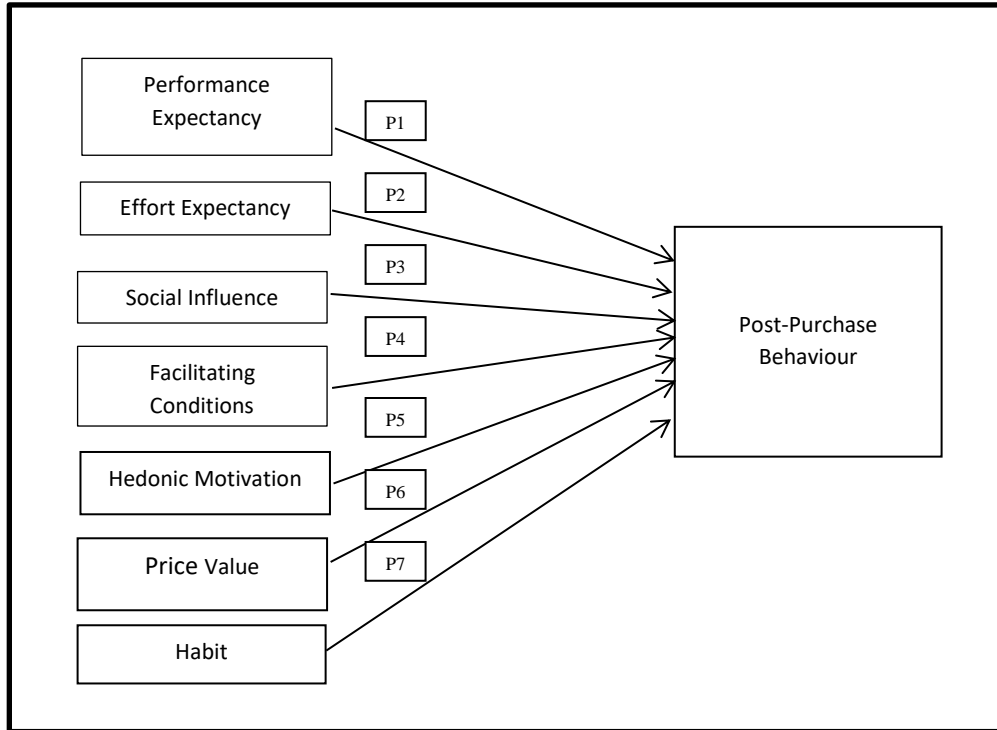 Performance
Expectancy
P1
Effort Expectancy
P2
P3
Social Influence
P4
Facilitating
Conditions
P5
Hedonic Motivation
P6
Price Value
P7
Habit
Post-Purchase
Behaviour